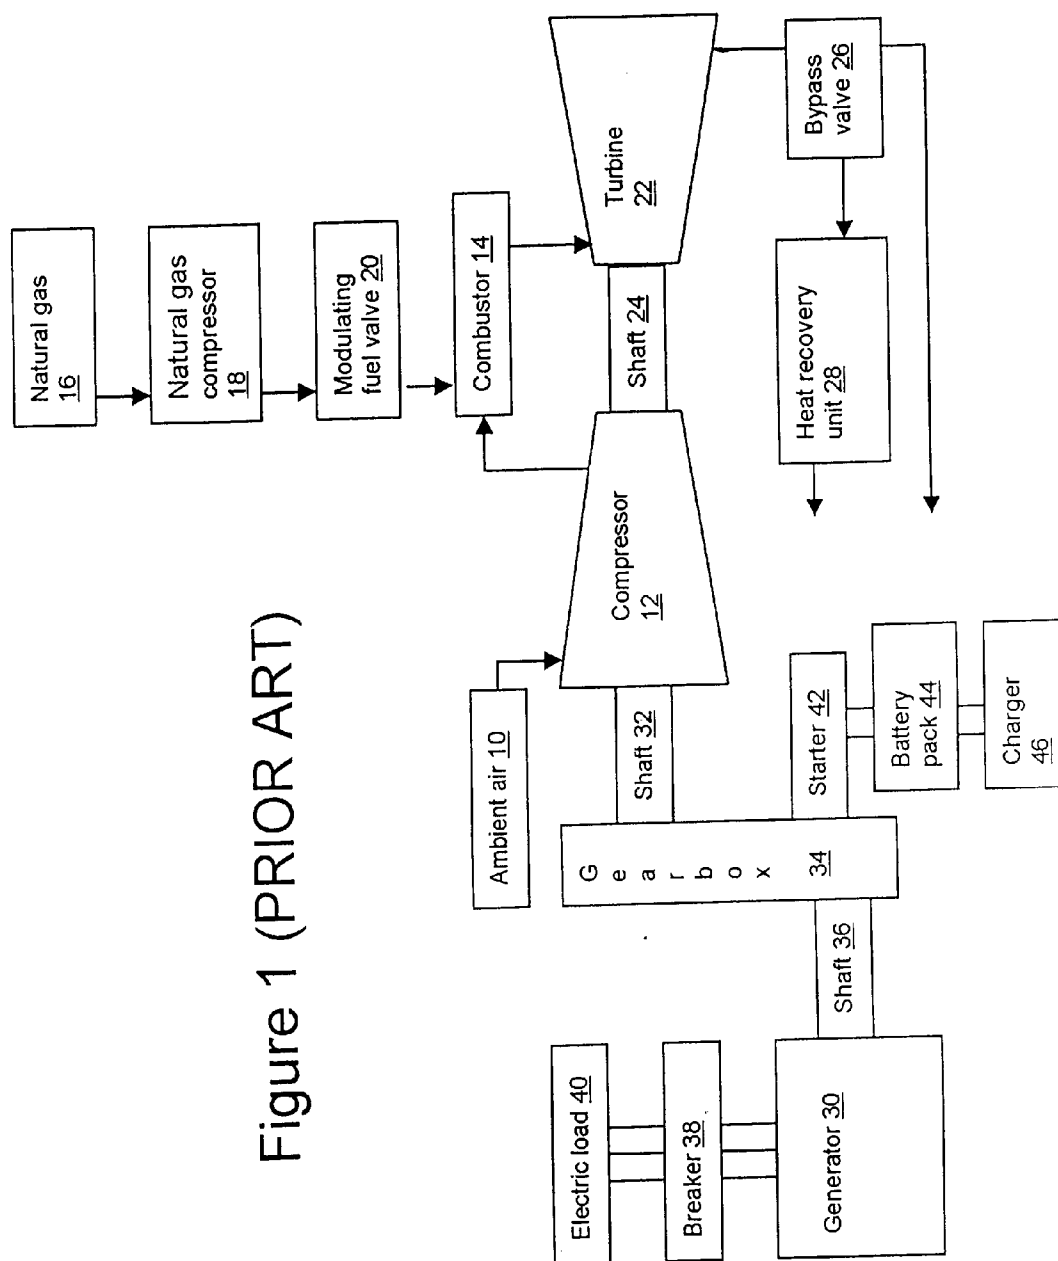 Figure 1 (PRIOR ART)
Natural gas
16
Natural gas
compressor
18
Modulating
fuel valve 20
Combustor 14
Turbine
22
Bypass
valve 26
Shaft 24
Heat recovery
unit 28
Compressor
12
Ambient air 10
Shaft 32
Gearbox
34
Starter 42
Battery
pack 44
Charger
46
Shaft 36
Generator 30
Breaker 38
Electric load 40